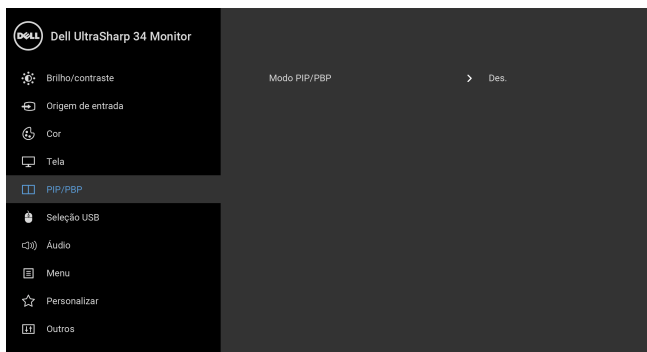 DELL Dell UltraSharp 34 Monitor
Brilho/contraste
Modo PIP/PBP
Des.
Origem de entrada
Cor
Tela
PIP/PBP
Seleção USB
Áudio
Menu
Personalizar
Outros